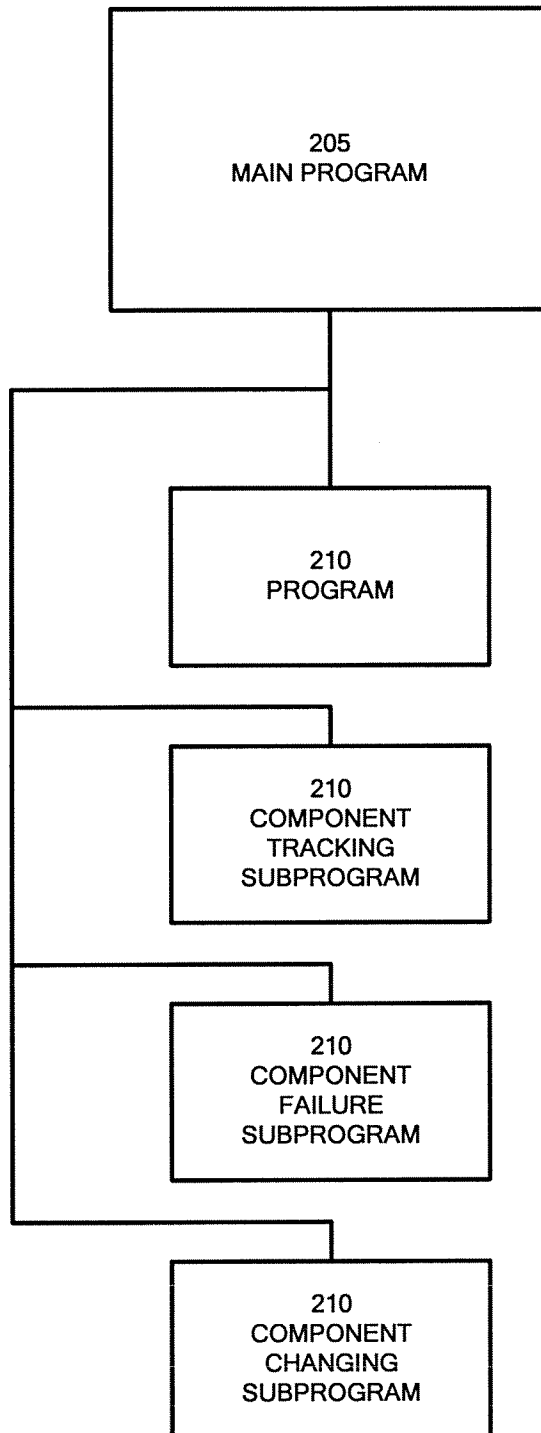 205
MAIN PROGRAM
210
PROGRAM
210
COMPONENT
TRACKING
SUBPROGRAM
210
COMPONENT
FAILURE
SUBPROGRAM
210
COMPONENT
CHANGING
SUBPROGRAM